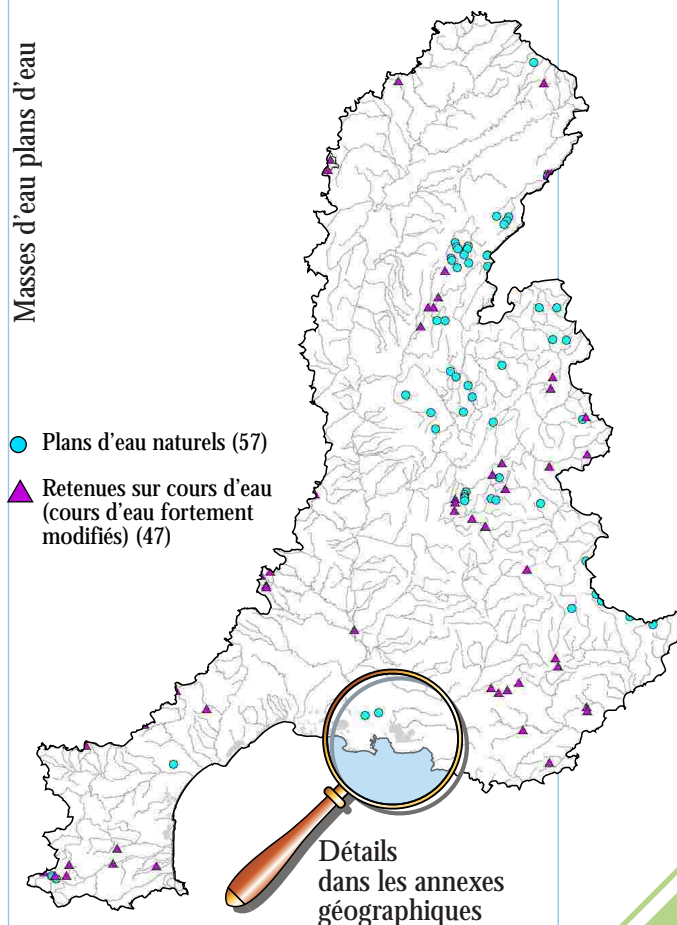 Masses d'eau plans d'eau
Plans d'eau naturels (57)
Retenues sur cours d'eau
(cours d'eau fortement
modifiés) (47)
Détails
dans les annexes
géographiques